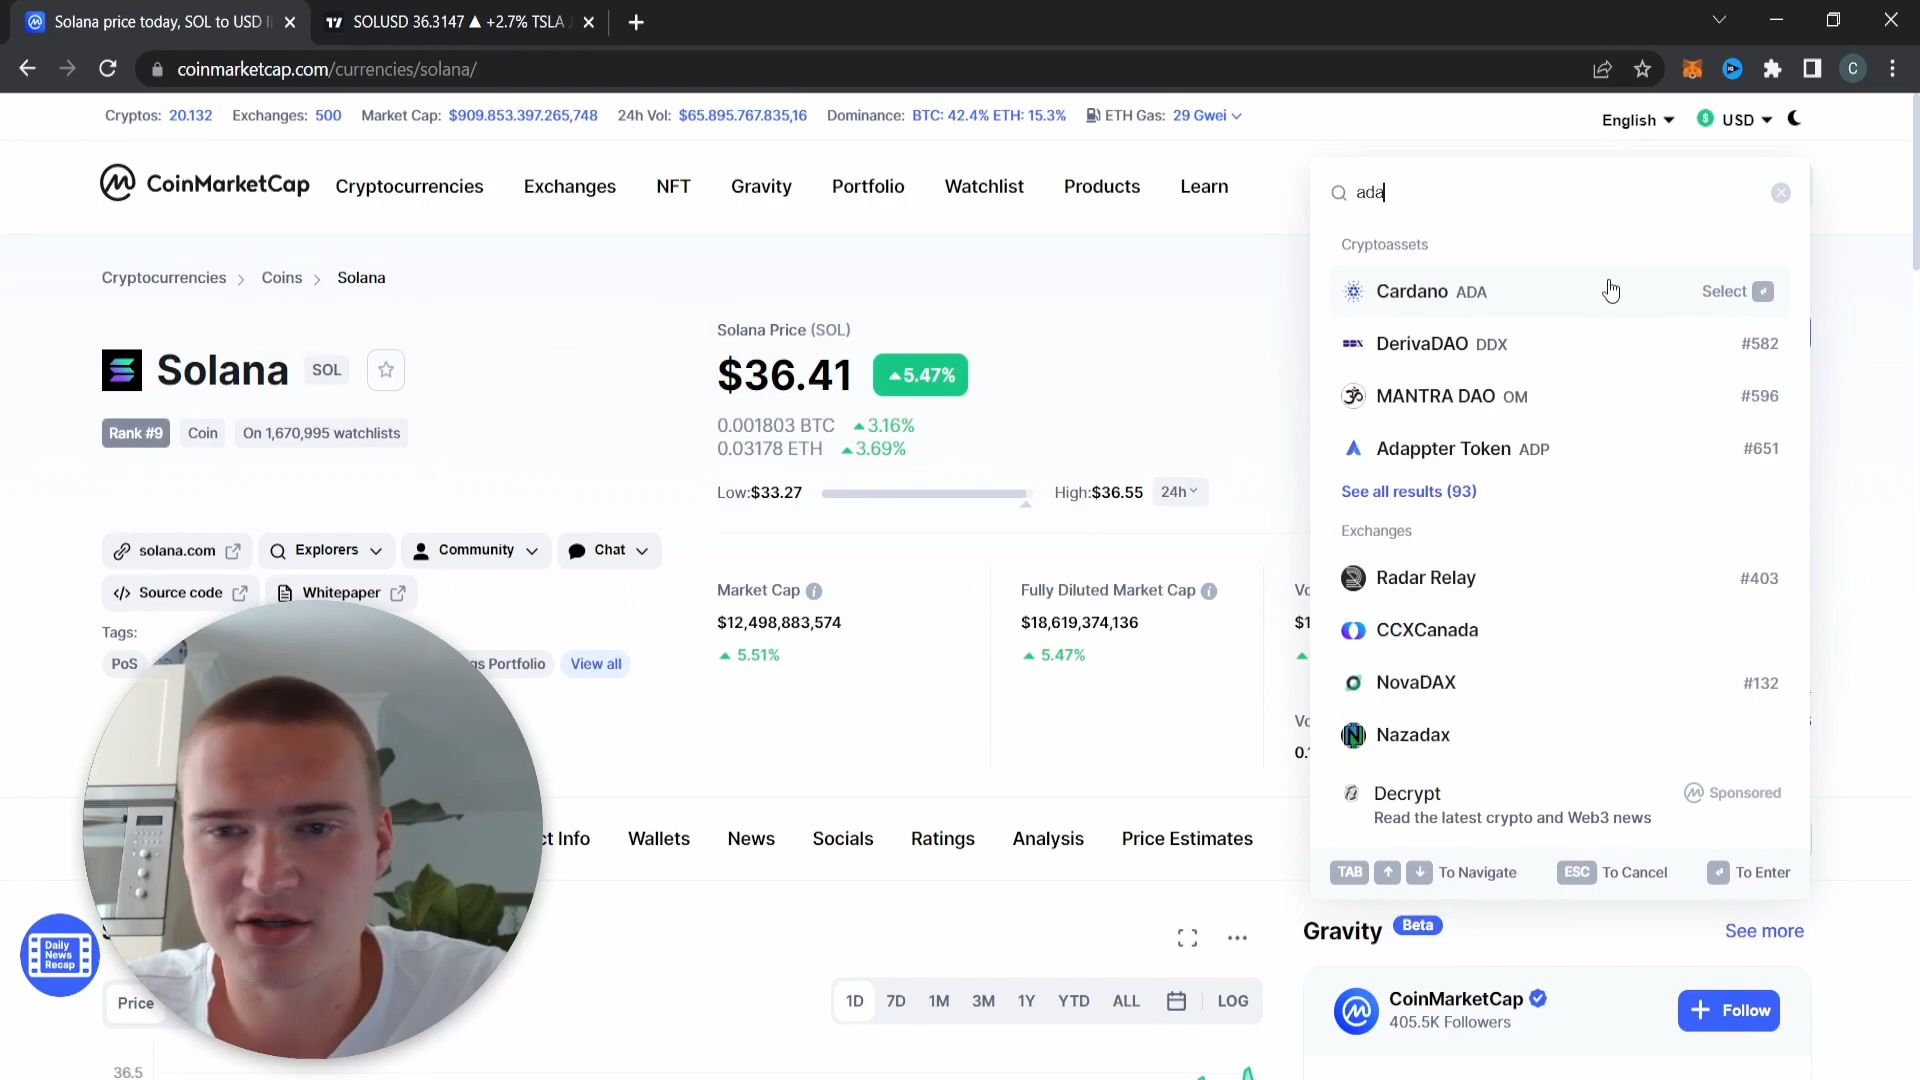 Solana price today, SOL to USD li
SOLUSD 36.3147 ▲ +2.7% TSLA
coinmarketcap.com/currencies/solana/
C
Cryptos: 20.132 Exchanges: 500 Market Cap: $909.853.397.265,748 24h Vol: $65.895.767.835,16 Dominance: BTC: 42.4% ETH: 15.3% ETH Gas: 29 Gwei
English USD
CoinMarketCap Cryptocurrencies Exchanges NFT Gravity Portfolio Watchlist Products Learn
ada
Cryptoassets
Cardano ADA Select
DerivaDAO DDX #582
MANTRA DAO OM #596
Adappter Token ADP #651
See all results (93)
Exchanges
Radar Relay #403
CCXCanada
NovaDAX #132
Nazadax
Decrypt Sponsored
Read the latest crypto and Web3 news
TAB To Navigate ESC To Cancel To Enter
Cryptocurrencies Coins Solana
Solana SOL
Rank #9 Coin On 1,670,995 watchlists
Solana Price (SOL)
$36.41 5.47%
0.001803 BTC 3.16%
0.03178 ETH 3.69%
Low:$33.27 High:$36.55 24h
solana.com Explorers Community Chat
Source code Whitepaper
Tags:
PoS gs Portfolio View all
Market Cap
$12,498,883,574
5.51%
Fully Diluted Market Cap
$18,619,374,136
5.47%
ct Info Wallets News Socials Ratings Analysis Price Estimates
Daily
News
Recap
Price
1D 7D 1M 3M 1Y YTD ALL LOG
36.5
Gravity Beta See more
CoinMarketCap
405.5K Followers
Follow